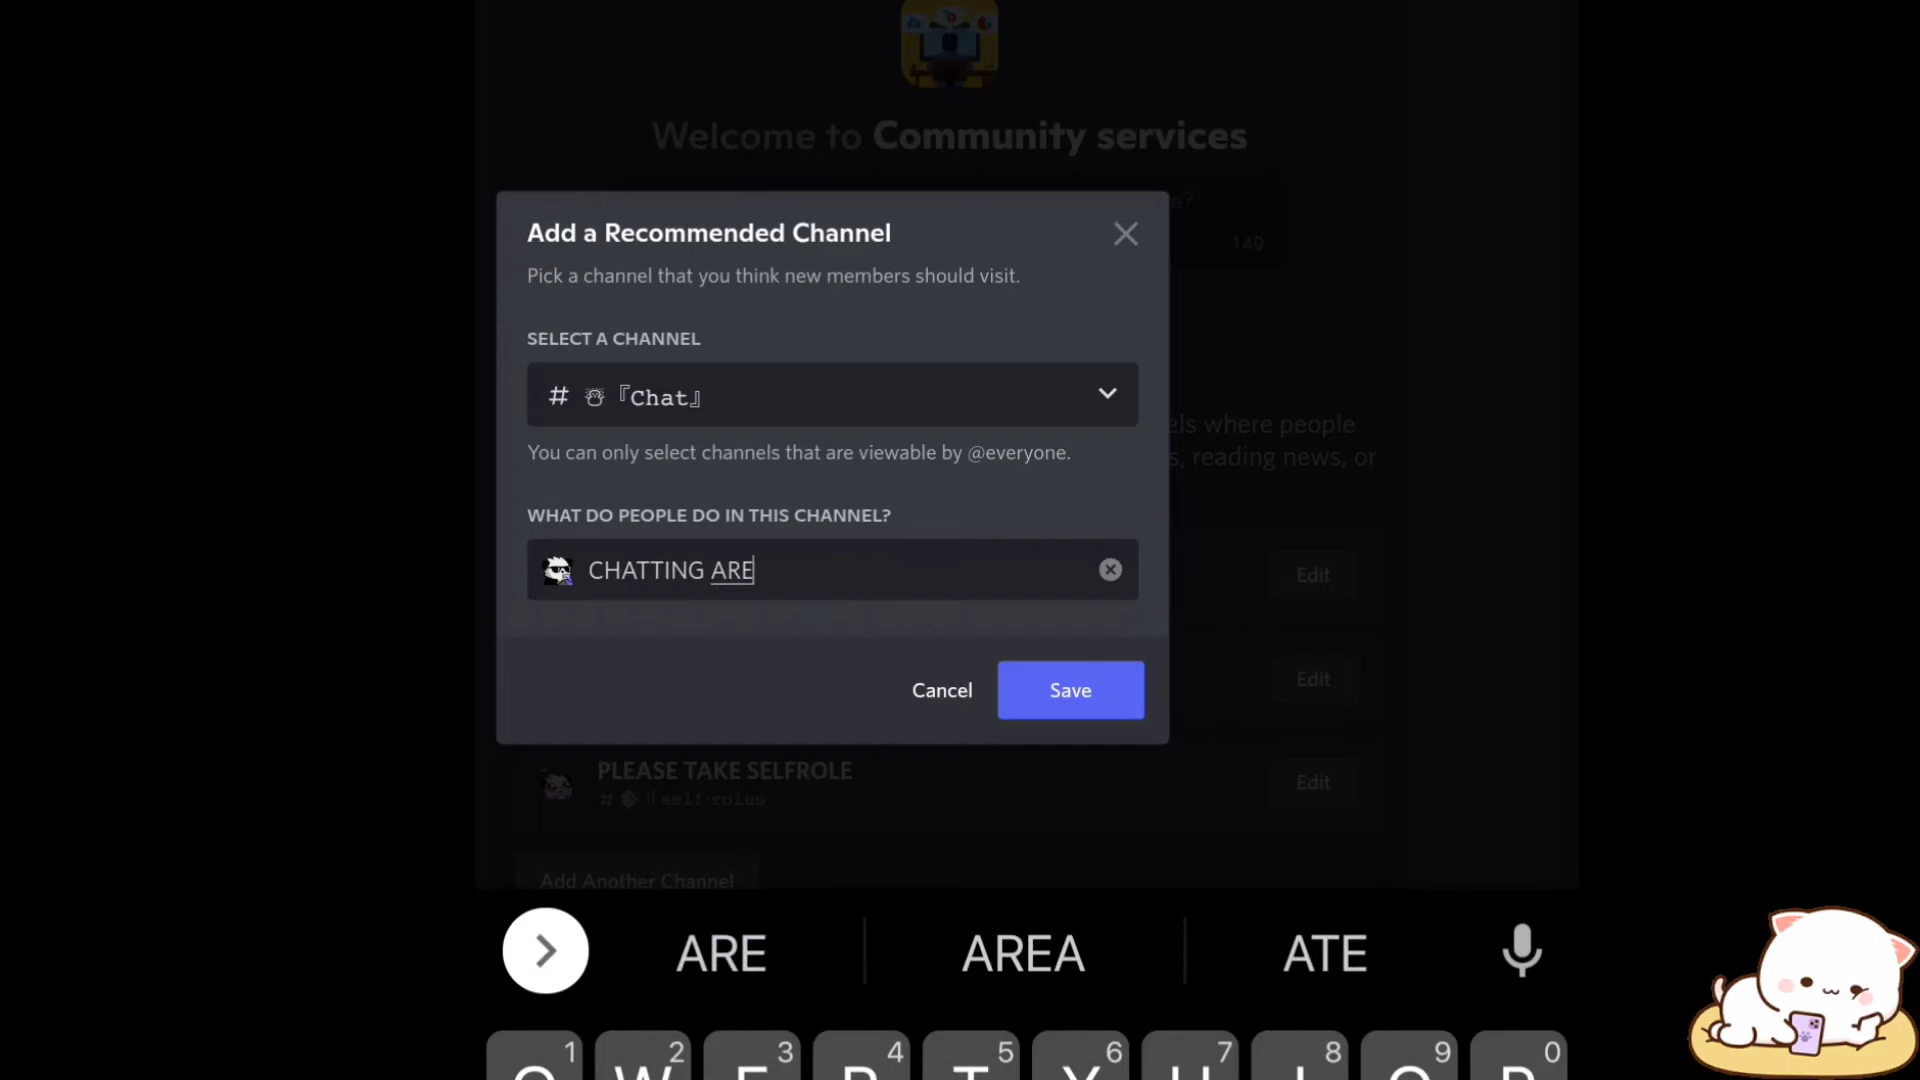 Welcome to Community services
140
Add a Recommended Channel
Pick a channel that you think new members should visit.
SELECT A CHANNEL
# ☃『Chat』
You can only select channels that are viewable by @everyone.
els where people
s, reading news, or
WHAT DO PEOPLE DO IN THIS CHANNEL?
CHATTING ARE
Edit
Edit
Cancel
Save
PLEASE TAKE SELFROLE
# self-roles
Edit
Add Another Channel
ARE
AREA
ATE
1 2 3 4 5 6 7 8 9 0